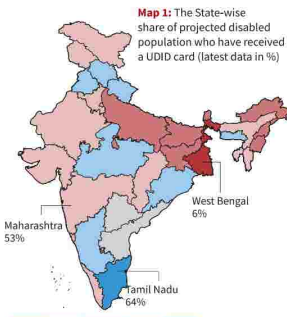 Map 1: The State-wise
share of projected disabled
population who have received
a UDID card (latest data in %)
West Bengal
6%
Maharashtra
53%
Tamil Nadu
64%